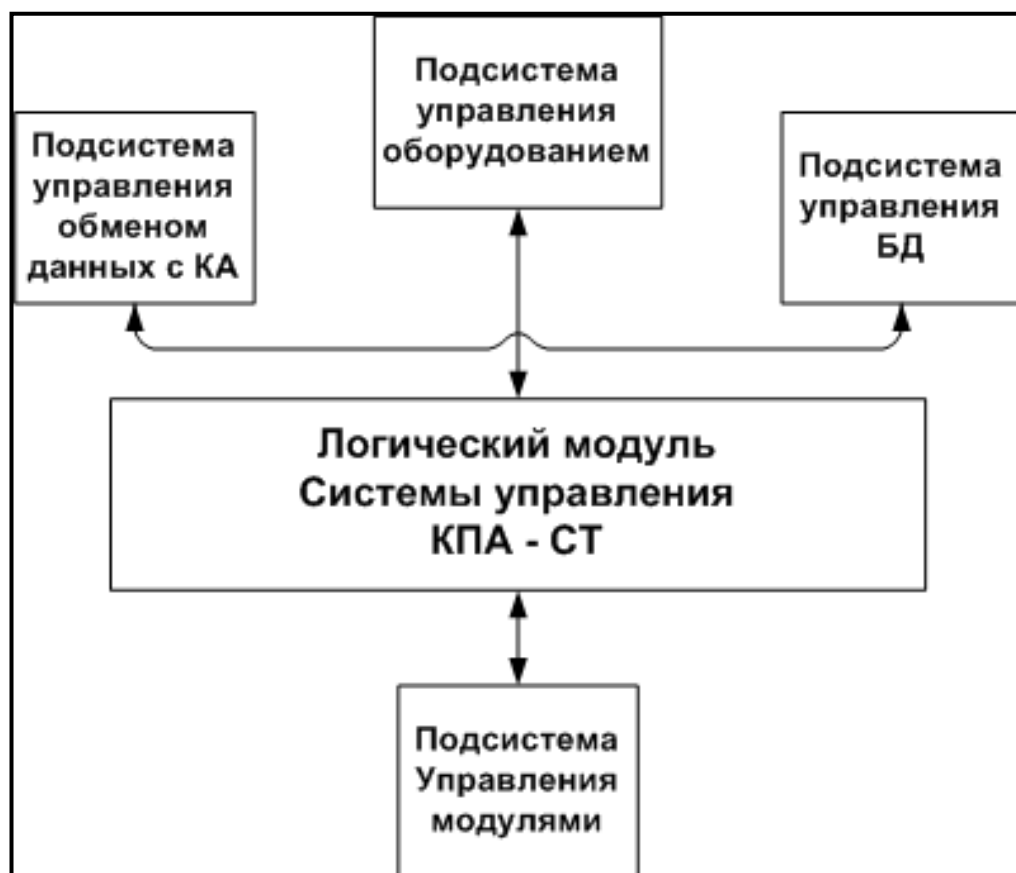 Подсистема
управления
оборудованием
Подсистема
управления
обменом
данных с КА
Подсистема
управления
БД
Логический модуль
Системы управления
КПА - СТ
Подсистема
Управления
модулями